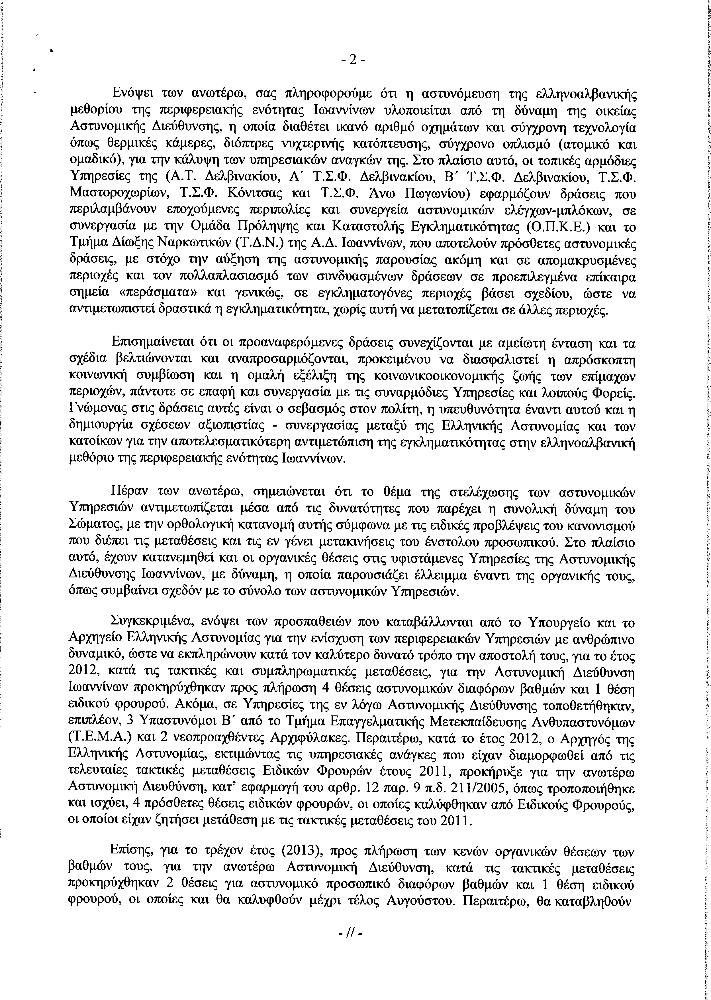 - 2 -
Ενόψει των ανωτέρω, σας πληροφορούμε ότι η αστυνόμευση της ελληνοαλβανικής
μεθορίου της περιφερειακής ενότητας Ιωαννίνων υλοποιείται από τη δύναμη της οικείας
Αστυνομικής Διεύθυνσης, η οποία διαθέτει ικανό αριθμό οχημάτων και σύγχρονη τεχνολογία
όπως θερμικές κάμερες, διόπτρες νυχτερινής κατόπτευσης, σύγχρονο οπλισμό (ατομικό και
ομαδικό), για την κάλυψη των υπηρεσιακών αναγκών της. Στο πλαίσιο αυτό, οι τοπικές αρμόδιες
Υπηρεσίες της (Α.Τ. Δελβινακίου, Α΄ Τ.Σ.Φ. Δελβινακίου, Β΄ Τ.Σ.Φ. Δελβινακίου, Τ.Σ.Φ.
Μαστοροχωρίων, Τ.Σ.Φ. Κόνιτσας και Τ.Σ.Φ. Άνω Πωγωνίου) εφαρμόζουν δράσεις που
περιλαμβάνουν εποχούμενες περιπολίες και συνεργεία αστυνομικών ελέγχων-μπλόκων, σε
συνεργασία με την Ομάδα Πρόληψης και Καταστολής Εγκληματικότητας (Ο.Π.Κ.Ε.) και το
Τμήμα Δίωξης Ναρκωτικών (Τ.Δ.Ν.) της Α.Δ. Ιωαννίνων, που αποτελούν πρόσθετες αστυνομικές
δράσεις, με στόχο την αύξηση της αστυνομικής παρουσίας ακόμη και σε απομακρυσμένες
περιοχές και τον πολλαπλασιασμό των συνδυασμένων δράσεων σε προεπιλεγμένα επίκαιρα
σημεία «περάσματα» και γενικώς, σε εγκληματογόνες περιοχές βάσει σχεδίου, ώστε να
αντιμετωπιστεί δραστικά η εγκληματικότητα, χωρίς αυτή να μετατοπίζεται σε άλλες περιοχές.
Επισημαίνεται ότι οι προαναφερόμενες δράσεις συνεχίζονται με αμείωτη ένταση και τα
σχέδια βελτιώνονται και αναπροσαρμόζονται, προκειμένου να διασφαλιστεί η απρόσκοπτη
κοινωνική συμβίωση και η ομαλή εξέλιξη της κοινωνικοοικονομικής ζωής των επίμαχων
περιοχών, πάντοτε σε επαφή και συνεργασία με τις συναρμόδιες Υπηρεσίες και λοιπούς Φορείς.
Γνώμονας στις δράσεις αυτές είναι ο σεβασμός στον πολίτη, η υπευθυνότητα έναντι αυτού και η
δημιουργία σχέσεων αξιοπιστίας - συνεργασίας μεταξύ της Ελληνικής Αστυνομίας και των
κατοίκων για την αποτελεσματικότερη αντιμετώπιση της εγκληματικότητας στην ελληνοαλβανική
μεθόριο της περιφερειακής ενότητας Ιωαννίνων.
Πέραν των ανωτέρω, σημειώνεται ότι το θέμα της στελέχωσης των αστυνομικών
Υπηρεσιών αντιμετωπίζεται μέσα από τις δυνατότητες που παρέχει η συνολική δύναμη του
Σώματος, με την ορθολογική κατανομή αυτής σύμφωνα με τις ειδικές προβλέψεις του κανονισμού
που διέπει τις μεταθέσεις και τις εν γένει μετακινήσεις του ένστολου προσωπικού. Στο πλαίσιο
αυτό, έχουν κατανεμηθεί και οι οργανικές θέσεις στις υφιστάμενες Υπηρεσίες της Αστυνομικής
Διεύθυνσης Ιωαννίνων, με δύναμη, η οποία παρουσιάζει έλλειμμα έναντι της οργανικής τους,
όπως συμβαίνει σχεδόν με το σύνολο των αστυνομικών Υπηρεσιών.
Συγκεκριμένα, ενόψει των προσπαθειών που καταβάλλονται από το Υπουργείο και το
Αρχηγείο Ελληνικής Αστυνομίας για την ενίσχυση των περιφερειακών Υπηρεσιών με ανθρώπινο
δυναμικό, ώστε να εκπληρώνουν κατά τον καλύτερο δυνατό τρόπο την αποστολή τους, για το έτος
2012, κατά τις τακτικές και συμπληρωματικές μεταθέσεις, για την Αστυνομική Διεύθυνση
Ιωαννίνων προκηρύχθηκαν προς πλήρωση 4 θέσεις αστυνομικών διαφόρων βαθμών και 1 θέση
ειδικού φρουρού. Ακόμα, σε Υπηρεσίες της εν λόγω Αστυνομικής Διεύθυνσης τοποθετήθηκαν,
επιπλέον, 3 Υπαστυνόμοι Β΄ από το Τμήμα Επαγγελματικής Μετεκπαίδευσης Ανθυπαστυνόμων
(Τ.Ε.Μ.Α.) και 2 νεοπροαχθέντες Αρχιφύλακες. Περαιτέρω, κατά το έτος 2012, ο Αρχηγός της
Ελληνικής Αστυνομίας, εκτιμώντας τις υπηρεσιακές ανάγκες που είχαν διαμορφωθεί από τις
τελευταίες τακτικές μεταθέσεις Ειδικών Φρουρών έτους 2011, προκήρυξε για την ανωτέρω
Αστυνομική Διευθύνση, κατ’ εφαρμογή του αρθρ. 12 παρ. 9 π.δ. 211/2005, όπως τροποποιήθηκε
και ισχύει, 4 πρόσθετες θέσεις ειδικών φρουρών, οι οποίες καλύφθηκαν από Ειδικούς Φρουρούς,
οι οποίοι είχαν ζητήσει μετάθεση με τις τακτικές μεταθέσεις του 2011.
Επίσης, για το τρέχον έτος (2013), προς πλήρωση των κενών οργανικών θέσεων των
βαθμών τους, για την ανωτέρω Αστυνομική Διεύθυνση, κατά τις τακτικές μεταθέσεις
προκηρύχθηκαν 2 θέσεις για αστυνομικό προσωπικό διαφόρων βαθμών και 1 θέση ειδικού
φρουρού, οι οποίες και θα καλυφθούν μέχρι τέλος Αυγούστου. Περαιτέρω, θα καταβληθούν
- // -